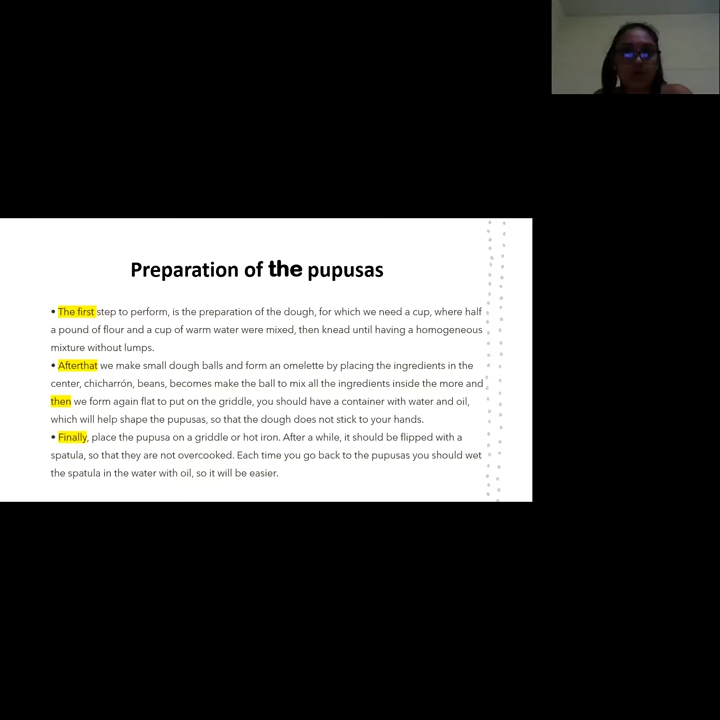 Preparation of the pupusas
• The first step to perform, is the preparation of the dough, for which we need a cup, where half
a pound of flour and a cup of warm water were mixed, then knead until having a homogeneous
mixture without lumps.
• Afterthat we make small dough balls and form an omelette by placing the ingredients in the
center, chicharrón, beans, becomes make the ball to mix all the ingredients inside the more and
then we form again flat to put on the griddle, you should have a container with water and oil,
which will help shape the pupusas, so that the dough does not stick to your hands.
• Finally, place the pupusa on a griddle or hot iron. After a while, it should be flipped with a
spatula, so that they are not overcooked. Each time you go back to the pupusas you should wet
the spatula in the water with oil, so it will be easier.